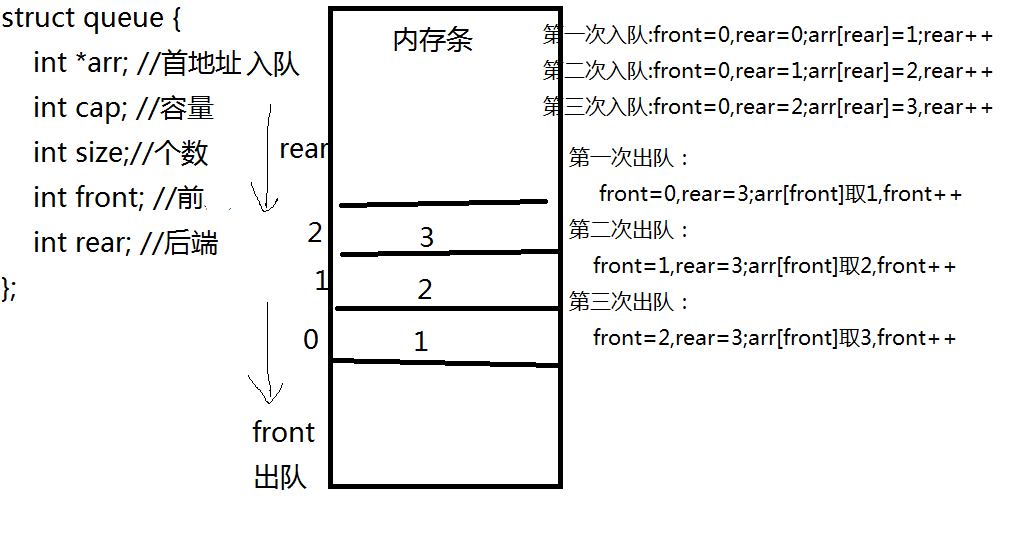 struct queue {
int *arr; //首地址
int cap; //容量
int size;//个数
int front; //前
int rear; //后端
};
入队
rear
2
1
0
front
出队
内存条
3
2
1
第一次入队:front=0,rear=0;arr[rear]=1;rear++
第二次入队:front=0,rear=1;arr[rear]=2,rear++
第三次入队:front=0,rear=2;arr[rear]=3,rear++
第一次出队：
front=0,rear=3;arr[front]取1,front++
第二次出队：
front=1,rear=3;arr[front]取2,front++
第三次出队：
front=2,rear=3;arr[front]取3,front++